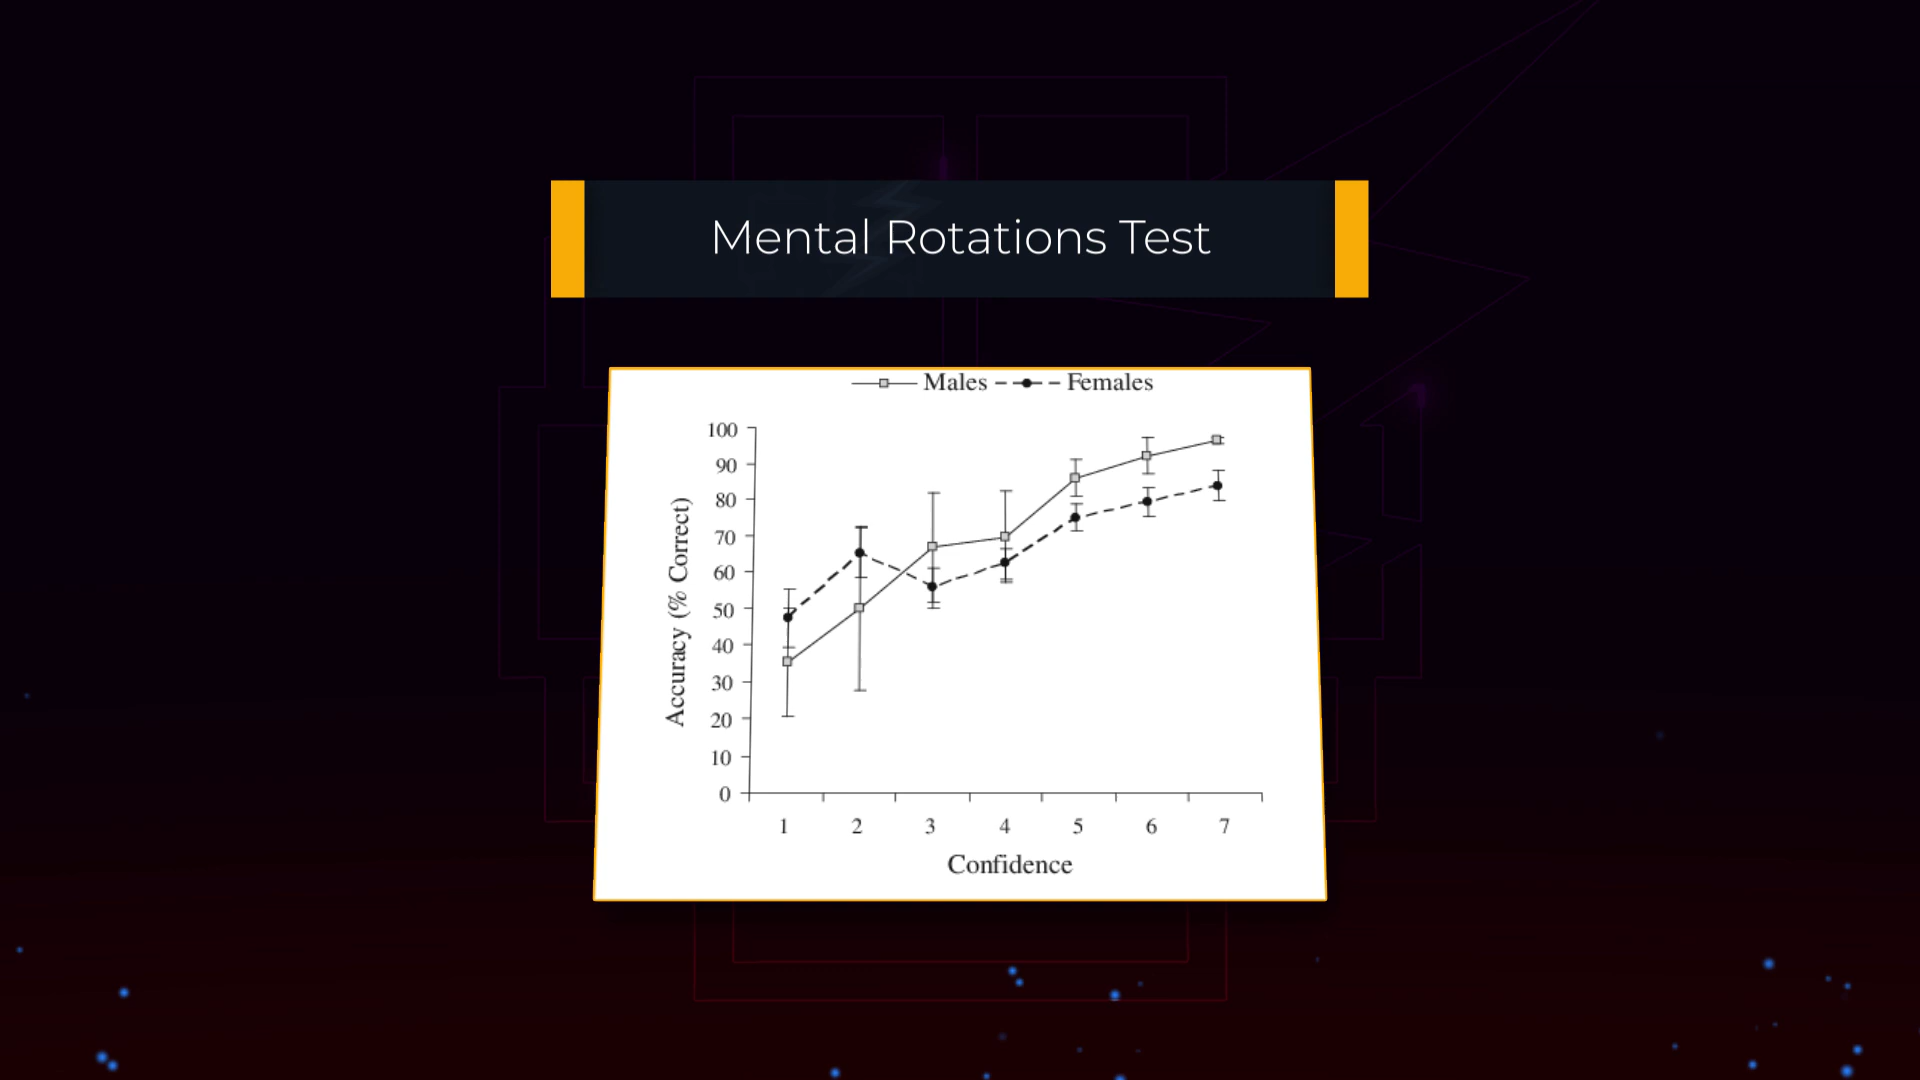 Mental Rotations Test
Males Females
100
90
80
70
60
50
40
30
20
10
0
Accuracy (% Correct)
1 2 3 4 5 6 7
Confidence